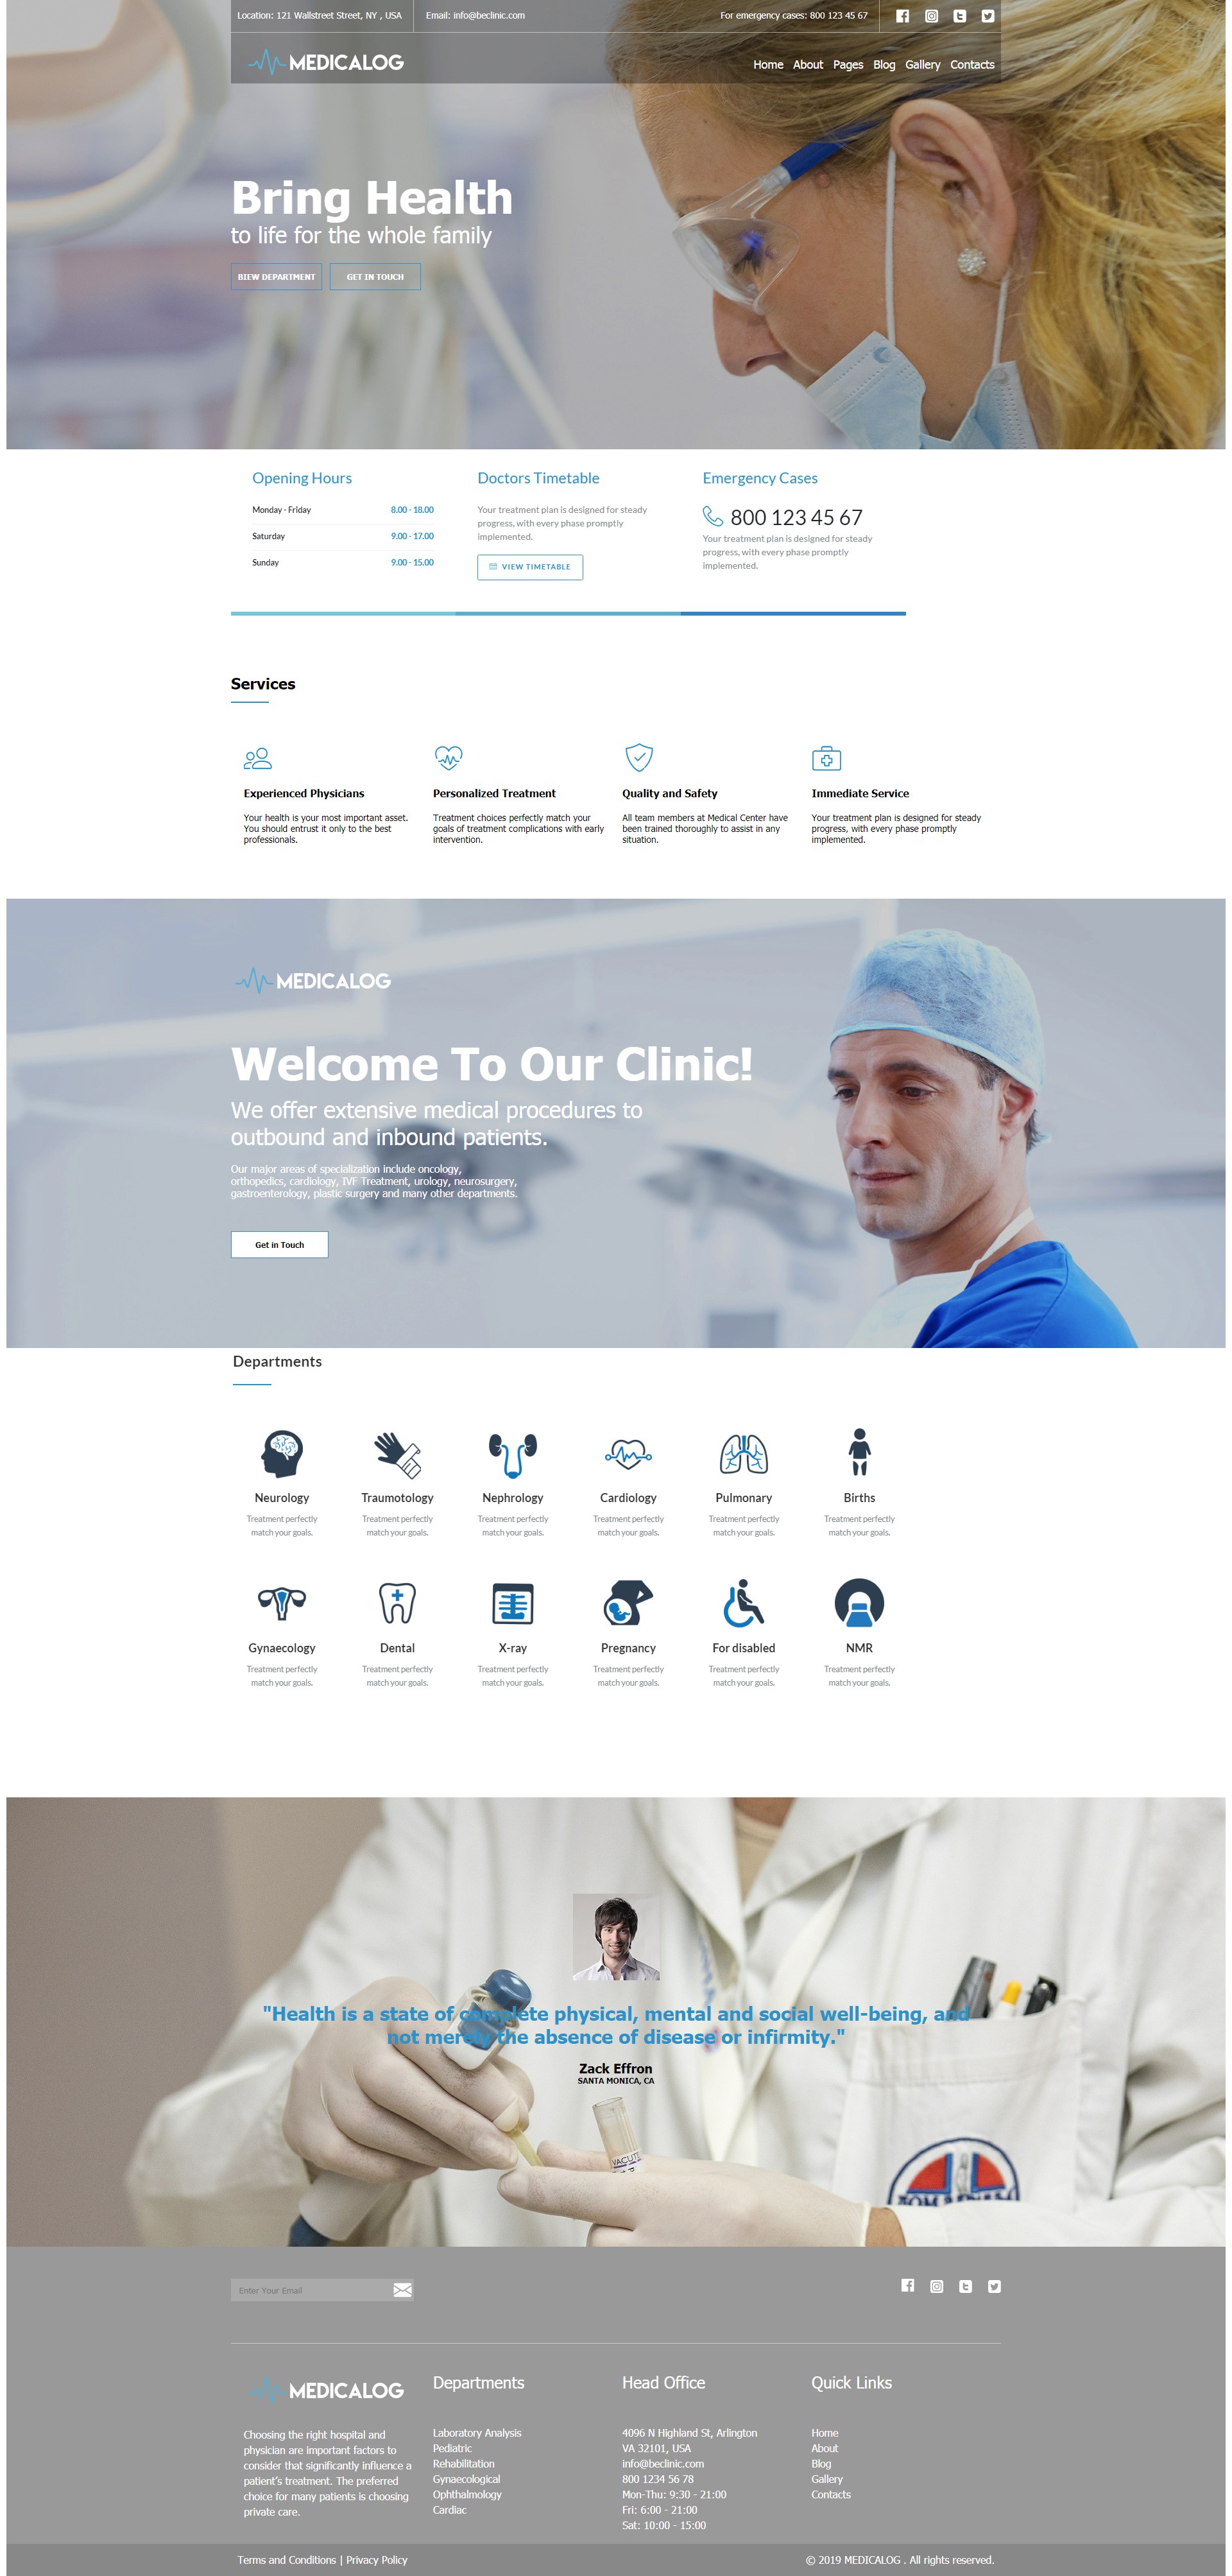 Location: 121 Wallstreet Street, NY , USA
Email: info@beclinic.com
For emergency cases: 800 123 45 67
MEDICALOG
Home About Pages Blog Gallery Contacts
Bring Health
to life for the whole family
BIEW DEPARTMENT
GET IN TOUCH
Opening Hours
Monday - Friday 8.00 - 18.00
Saturday 9.00 - 17.00
Sunday 9.00 - 15.00
Doctors Timetable
Your treatment plan is designed for steady
progress, with every phase promptly
implemented.
VIEW TIMETABLE
Emergency Cases
800 123 45 67
Your treatment plan is designed for steady
progress, with every phase promptly
implemented.
Services
Experienced Physicians
Your health is your most important asset.
You should entrust it only to the best
professionals.
Personalized Treatment
Treatment choices perfectly match your
goals of treatment complications with early
intervention.
Quality and Safety
All team members at Medical Center have
been trained thoroughly to assist in any
situation.
Immediate Service
Your treatment plan is designed for steady
progress, with every phase promptly
implemented.
MEDICALOG
Welcome To Our Clinic!
We offer extensive medical procedures to
outbound and inbound patients.
Our major areas of specialization include oncology,
orthopedics, cardiology, IVF Treatment, urology, neurosurgery,
gastroenterology, plastic surgery and many other departments.
Get in Touch
Departments
Neurology
Treatment perfectly
match your goals.
Traumotology
Treatment perfectly
match your goals.
Nephrology
Treatment perfectly
match your goals.
Cardiology
Treatment perfectly
match your goals.
Pulmonary
Treatment perfectly
match your goals.
Births
Treatment perfectly
match your goals.
Gynaecology
Treatment perfectly
match your goals.
Dental
Treatment perfectly
match your goals.
X-ray
Treatment perfectly
match your goals.
Pregnancy
Treatment perfectly
match your goals.
For disabled
Treatment perfectly
match your goals.
NMR
Treatment perfectly
match your goals.
"Health is a state of complete physical, mental and social well-being, and
not merely the absence of disease or infirmity."
Zack Effron
SANTA MONICA, CA
VACUTE
Enter Your Email
MEDICALOG
Choosing the right hospital and
physician are important factors to
consider that significantly influence a
patient's treatment. The preferred
choice for many patients is choosing
private care.
Departments
Laboratory Analysis
Pediatric
Rehabilitation
Gynaecological
Ophthalmology
Cardiac
Head Office
4096 N Highland St, Arlington
VA 32101, USA
info@beclinic.com
800 1234 56 78
Mon-Thu: 9:30 - 21:00
Fri: 6:00 - 21:00
Sat: 10:00 - 15:00
Quick Links
Home
About
Blog
Gallery
Contacts
Terms and Conditions | Privacy Policy
© 2019 MEDICALOG . All rights reserved.